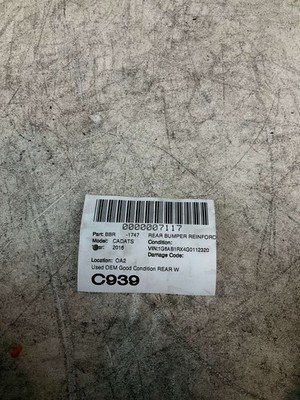 0000007117
Part: BBR -1747 REAR BUMPER REINFORC
Model: CADATS Condition:
Year: 2016 VIN:1G6AB1RX4G0112320
Damage Code:
Location: OA2
Used OEM Good Condition REAR W
C939